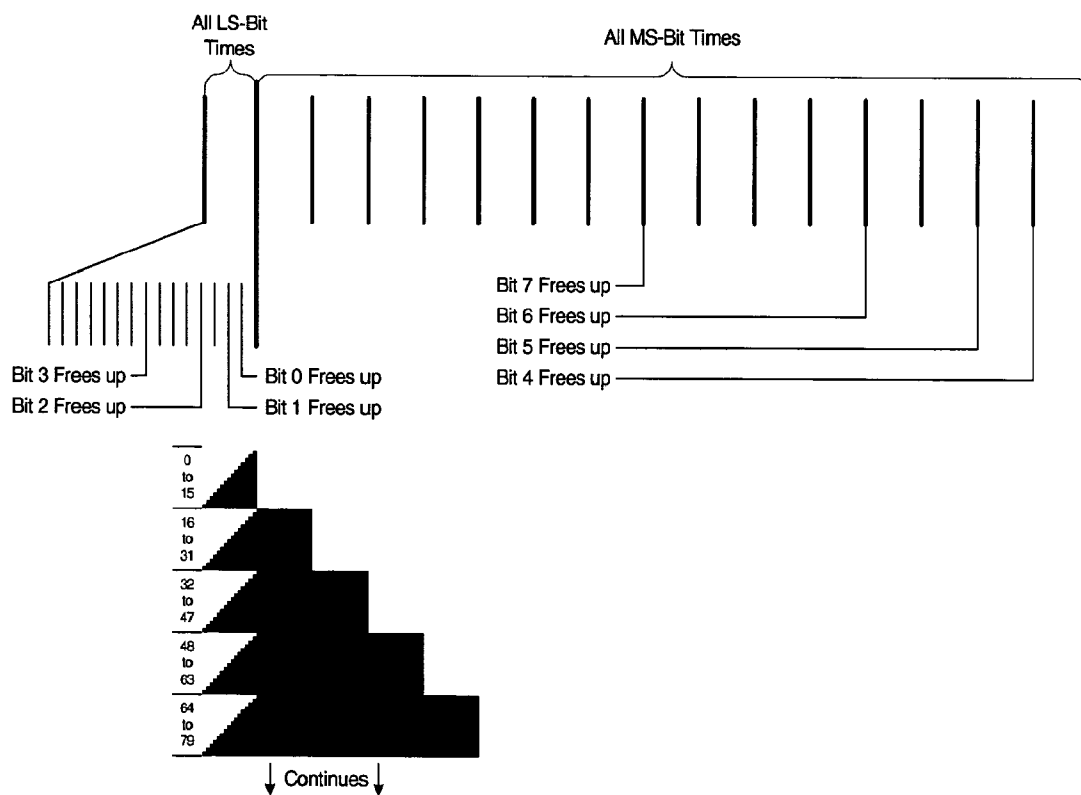 All LS-Bit
Times
All MS-Bit Times
Bit 7 Frees up
Bit 6 Frees up
Bit 5 Frees up
Bit 4 Frees up
Bit 3 Frees up
Bit 0 Frees up
Bit 2 Frees up
Bit 1 Frees up
0
to
15
16
to
31
32
to
47
48
to
63
64
to
79
Continues